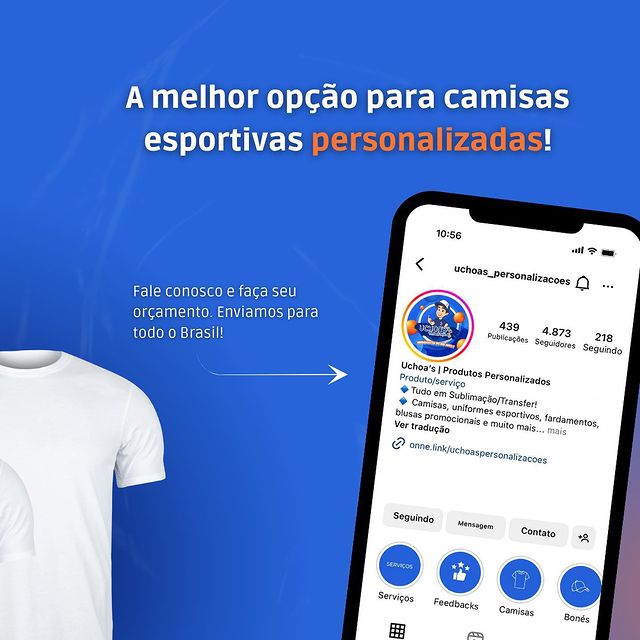 A melhor opção para camisas
esportivas personalizadas!
Fale conosco e faça seu
orçamento. Enviamos para
todo o Brasil!
10:56
uchoas_personalizacoes
UCHOA'S
439
4.873
218
Publicações
Seguidores
Seguindo
Uchoa's | Produtos Personalizados
Produto/serviço
Tudo em Sublimação/Transfer!
Camisas, uniformes esportivos, fardamentos,
blusas promocionais e muito mais... mais
Ver tradução
onne.link/uchoaspersonalizacoes
Seguindo
Mensagem
Contato
SERVIÇOS
Serviços
Feedbacks
Camisas
Bonés